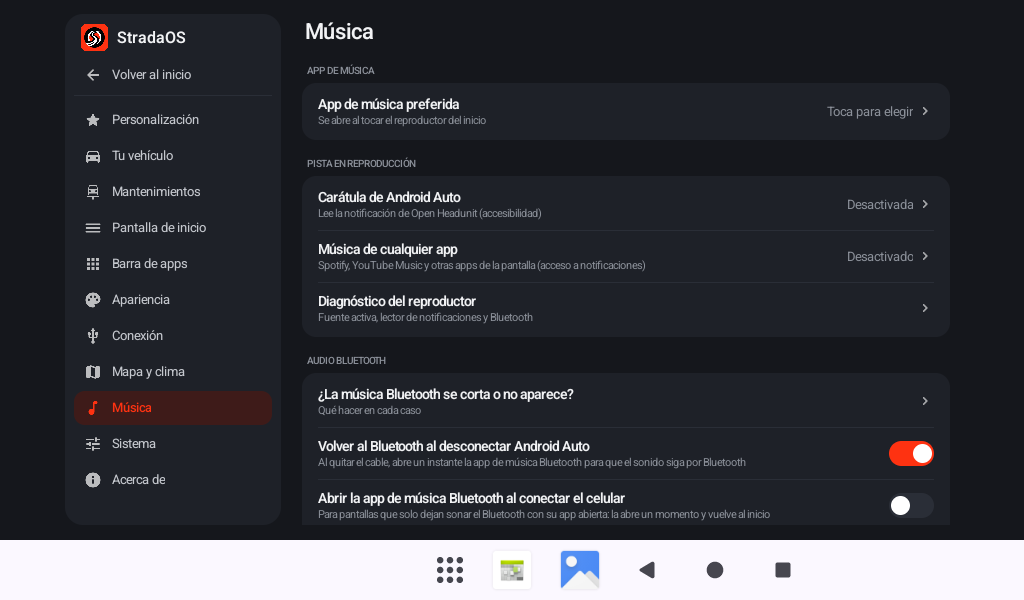 StradaOS
Volver al inicio
Personalización
Tu vehículo
Mantenimientos
Pantalla de inicio
Barra de apps
Apariencia
Conexión
Mapa y clima
Música
Sistema
Acerca de
Música
APP DE MÚSICA
App de música preferida
Se abre al tocar el reproductor del inicio
Toca para elegir
PISTA EN REPRODUCCIÓN
Carátula de Android Auto
Lee la notificación de Open Headunit (accesibilidad)
Desactivada
Música de cualquier app
Spotify, YouTube Music y otras apps de la pantalla (acceso a notificaciones)
Desactivado
Diagnóstico del reproductor
Fuente activa, lector de notificaciones y Bluetooth
AUDIO BLUETOOTH
¿La música Bluetooth se corta o no aparece?
Qué hacer en cada caso
Volver al Bluetooth al desconectar Android Auto
Al quitar el cable, abre un instante la app de música Bluetooth para que el sonido siga por Bluetooth
Abrir la app de música Bluetooth al conectar el celular
Para pantallas que solo dejan sonar el Bluetooth con su app abierta: la abre un momento y vuelve al inicio